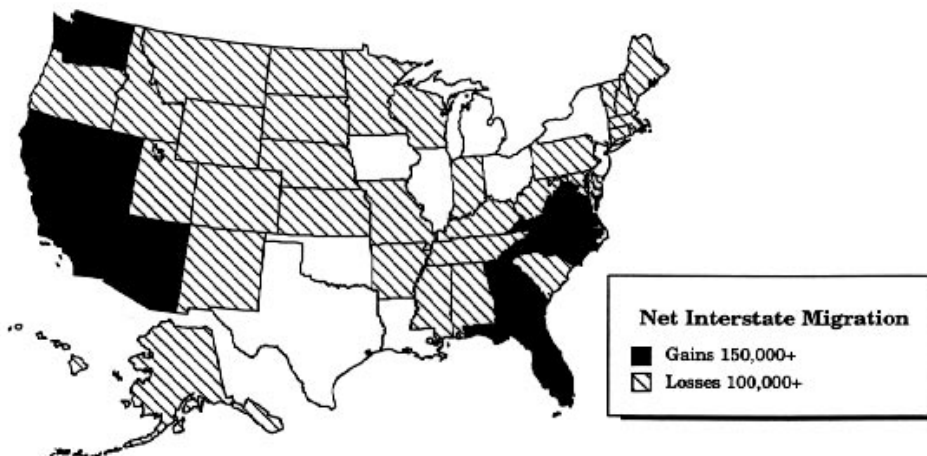 Net Interstate Migration
Gains 150,000+
Losses 100,000+